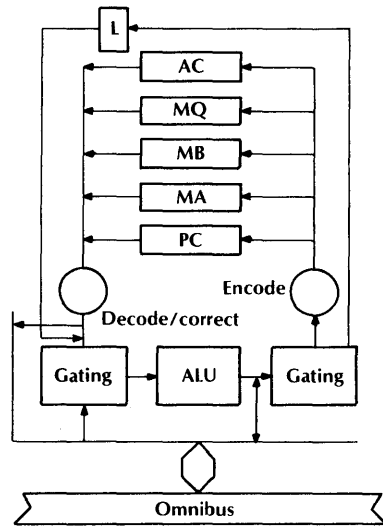 L
AC
MQ
MB
MA
PC
Encode
Decode/correct
Gating
ALU
Gating
Omnibus